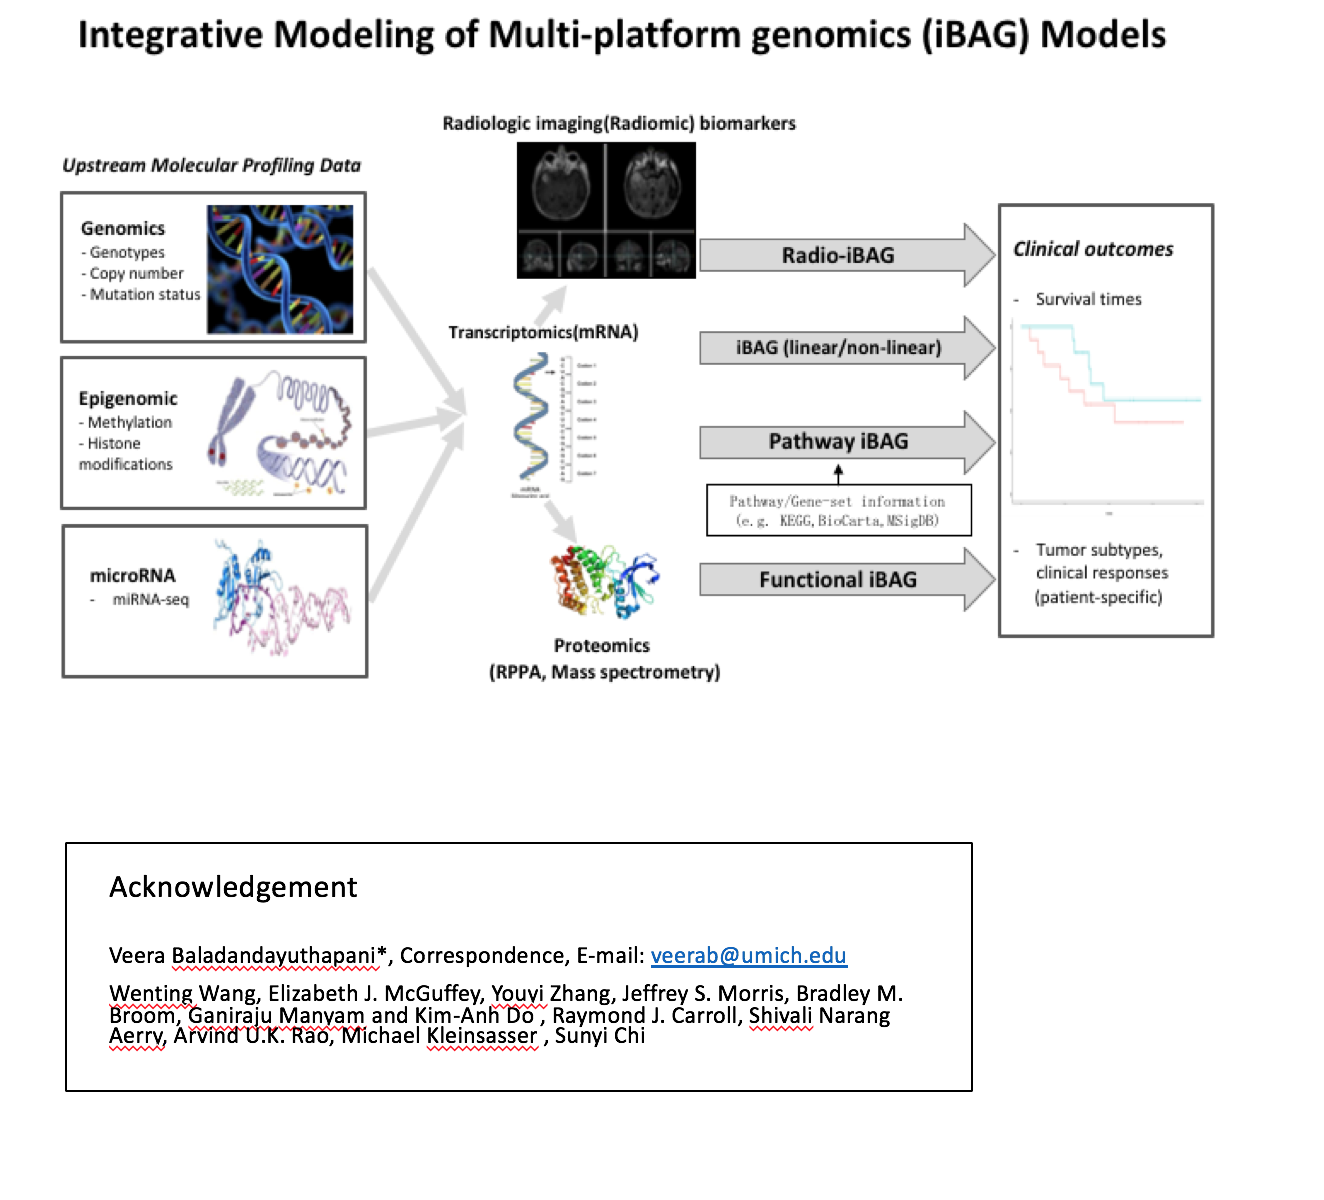 Integrative Modeling of Multi-platform genomics (iBAG) Models
Radiologic imaging(Radiomic) biomarkers
Upstream Molecular Profiling Data
Genomics
- Genotypes
- Copy number
- Mutation status
Epigenomic
- Methylation
- Histone
modifications
microRNA
- miRNA-seq
Transcriptomics(mRNA)
Proteomics
(RPPA, Mass spectrometry)
Radio-iBAG
iBAG (linear/non-linear)
Pathway iBAG
Pathway/Gene-set information
(e.g. KEGG,BioCarta,MSigDB)
Functional iBAG
Clinical outcomes
- Survival times
- Tumor subtypes,
clinical responses
(patient-specific)
Acknowledgement
Veera Baladandayuthapani*, Correspondence, E-mail: veerab@umich.edu
Wenting Wang, Elizabeth J. McGuffey, Youyi Zhang, Jeffrey S. Morris, Bradley M.
Broom, Ganiraju Manyam and Kim-Anh Do , Raymond J. Carroll, Shivali Narang
Aerry, Arvind U.K. Rao, Michael Kleinsasser , Sunyi Chi